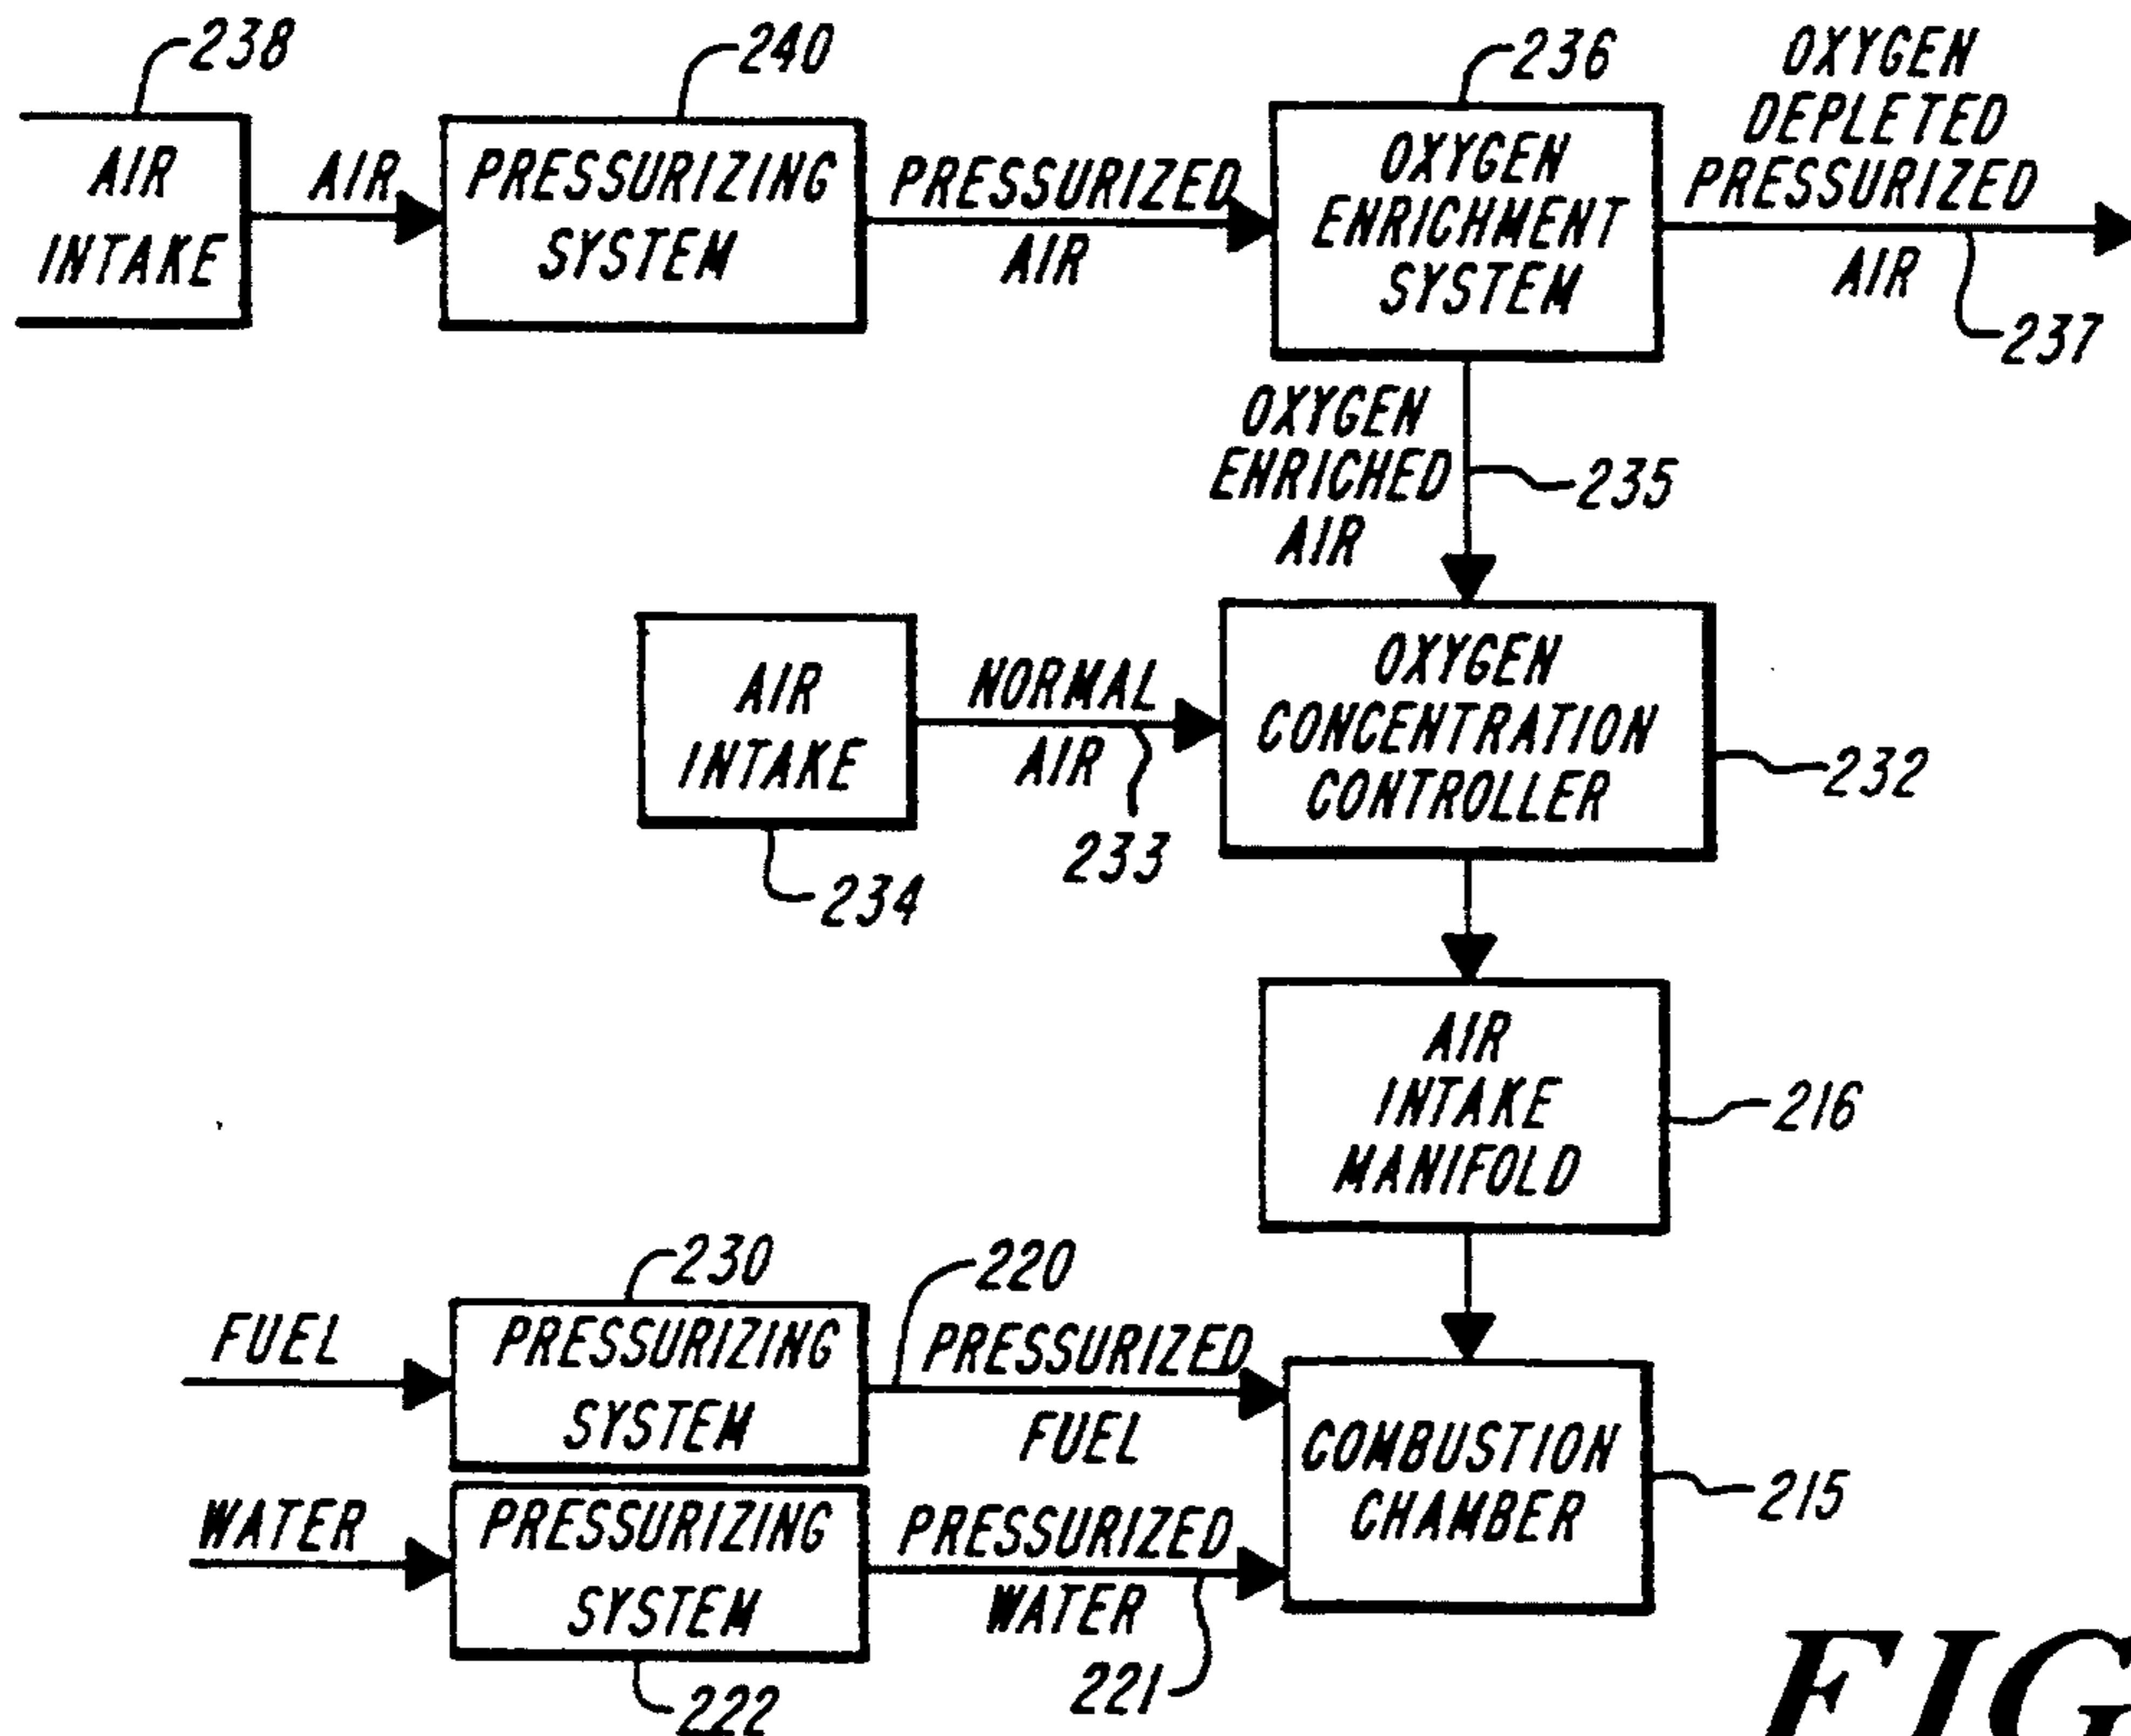 238
240
236
OXYGEN
DEPLETED
PRESSURIZED
AIR
237
AIR
INTAKE
AIR
PRESSURIZING
SYSTEM
PRESSURIZED
AIR
OXYGEN
ENRICHMENT
SYSTEM
OXYGEN
ENRICHED
AIR
235
AIR
INTAKE
234
NORMAL
AIR
233
OXYGEN
CONCENTRATION
CONTROLLER
232
AIR
INTAKE
MANIFOLD
216
230
220
FUEL
PRESSURIZING
SYSTEM
PRESSURIZED
FUEL
COMBUSTION
CHAMBER
215
WATER
PRESSURIZING
SYSTEM
PRESSURIZED
WATER
221
222
FIG